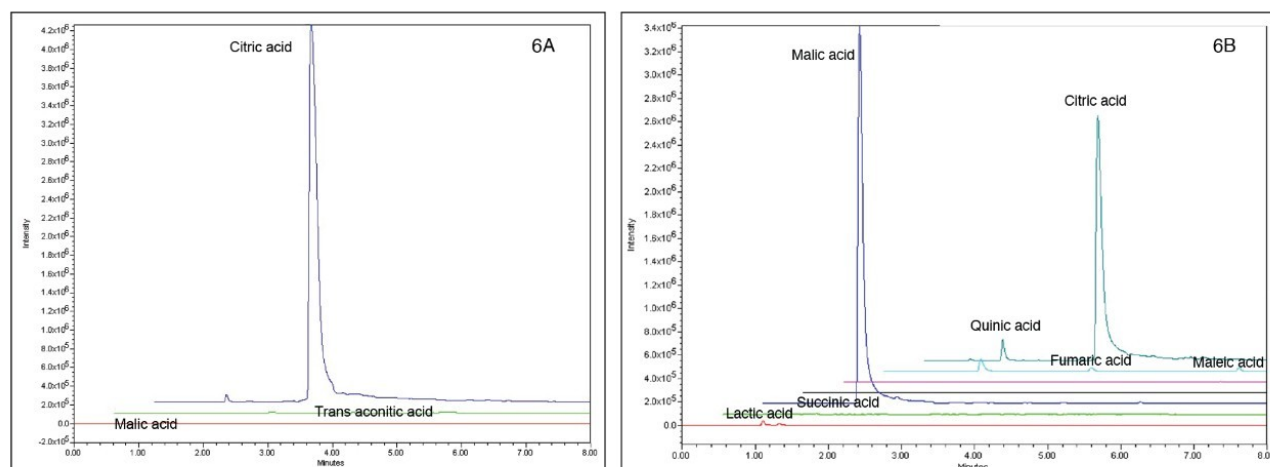 6A
Citric acid
Trans aconitic acid
Malic acid
Intensity
4.2x10⁶
4.0x10⁶
3.8x10⁶
3.6x10⁶
3.4x10⁶
3.2x10⁶
3.0x10⁶
2.8x10⁶
2.6x10⁶
2.4x10⁶
2.2x10⁶
2.0x10⁶
1.8x10⁶
1.6x10⁶
1.4x10⁶
1.2x10⁶
1.0x10⁶
8.0x10⁵
6.0x10⁵
4.0x10⁵
2.0x10⁵
0.0
-2.0x10⁵
0.00 1.00 2.00 3.00 4.00 5.00 6.00 7.00 8.00
Minutes
6B
Malic acid
Citric acid
Quinic acid
Fumaric acid
Maleic acid
Succinic acid
Lactic acid
Intensity
3.2x10⁶
3.0x10⁶
2.8x10⁶
2.6x10⁶
2.4x10⁶
2.2x10⁶
2.0x10⁶
1.8x10⁶
1.6x10⁶
1.4x10⁶
1.2x10⁶
1.0x10⁶
8.0x10⁵
6.0x10⁵
4.0x10⁵
2.0x10⁵
0.0
0.00 1.00 2.00 3.00 4.00 5.00 6.00 7.00
Minutes